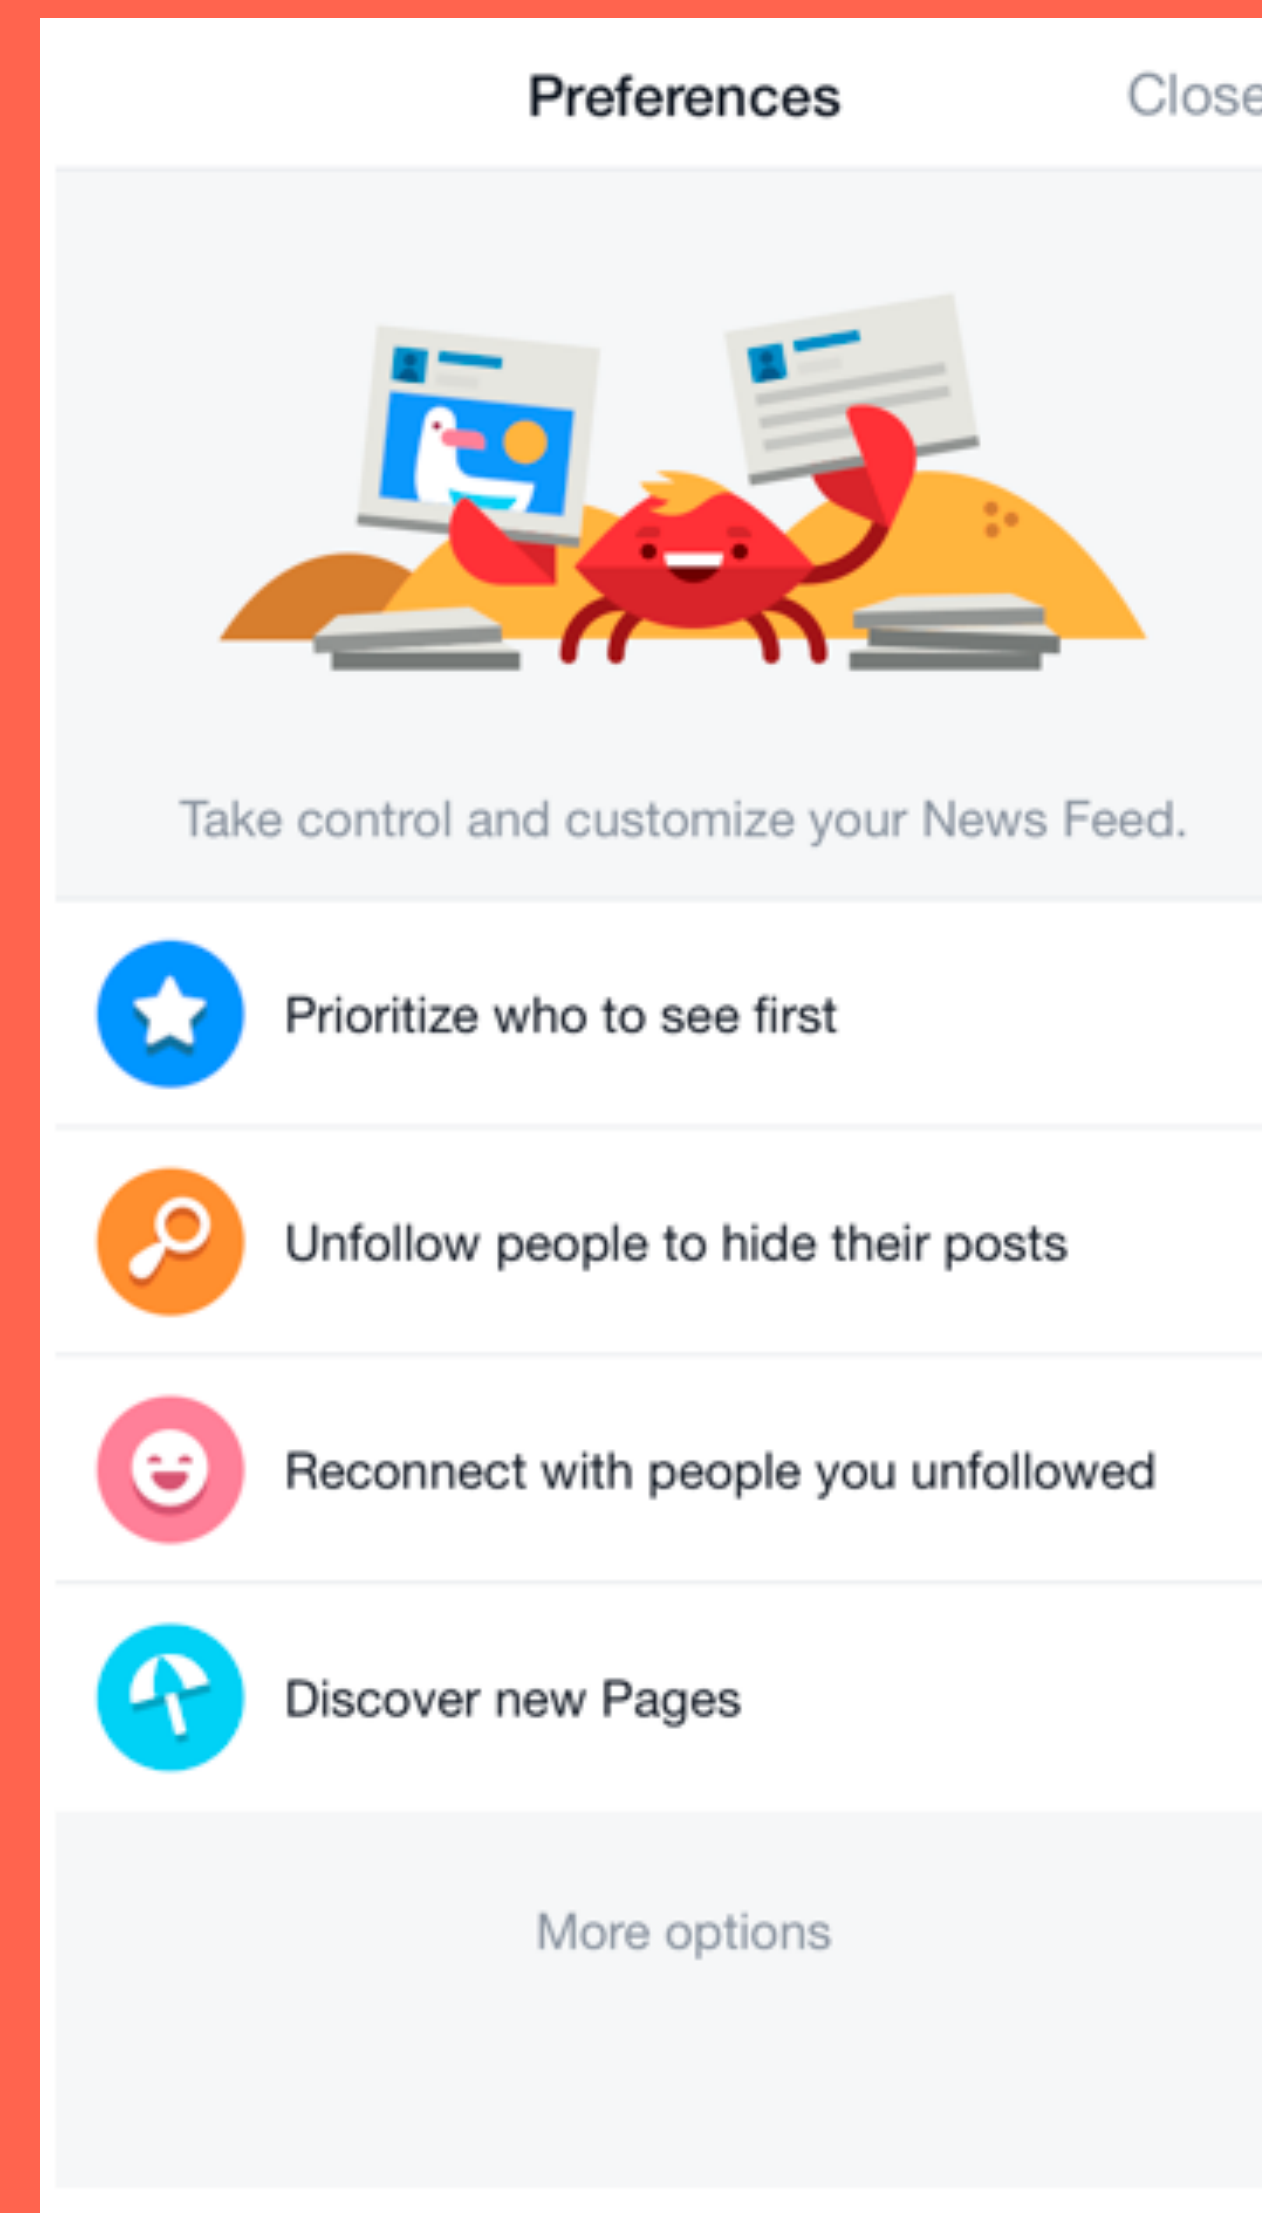 Preferences
Close
Take control and customize your News Feed.
Prioritize who to see first
Unfollow people to hide their posts
Reconnect with people you unfollowed
Discover new Pages
More options